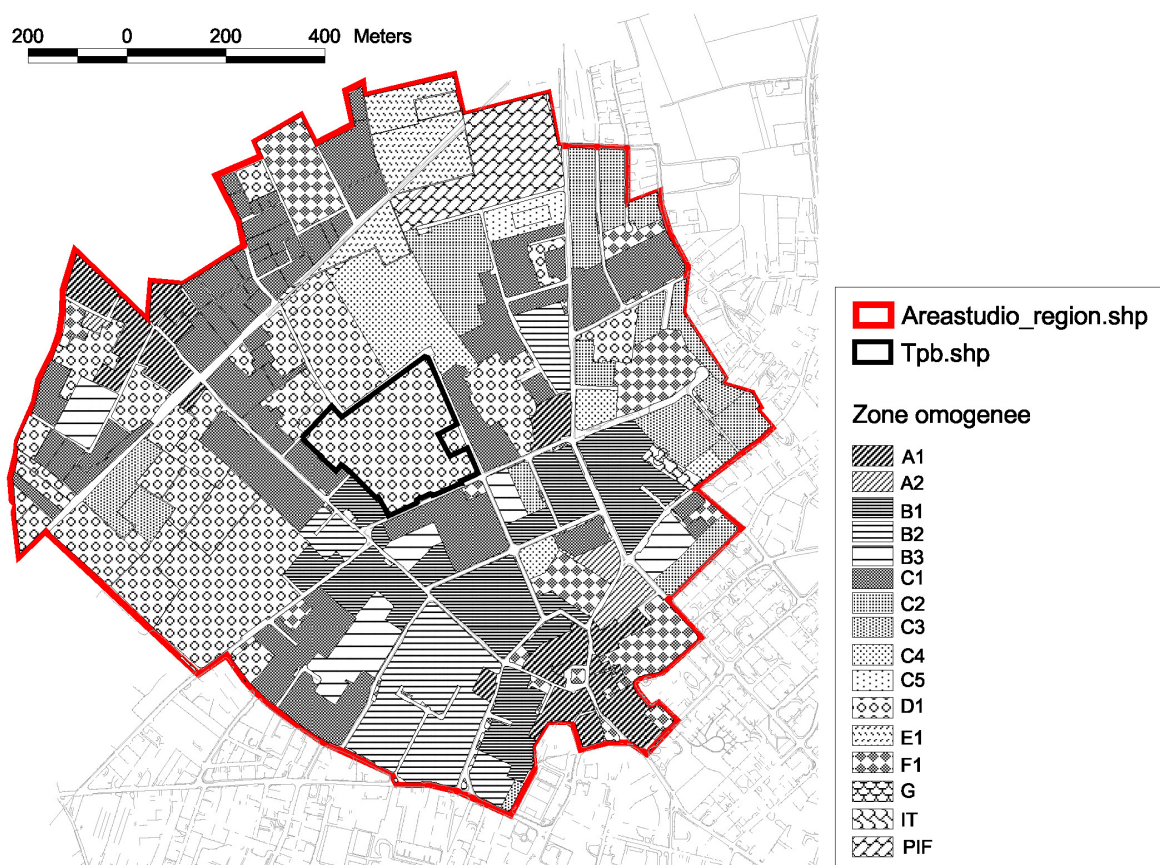 200 0 200 400 Meters
Areastudio_region.shp
Tpb.shp
Zone omogenee
A1
A2
B1
B2
B3
C1
C2
C3
C4
C5
D1
E1
F1
G
IT
PIF